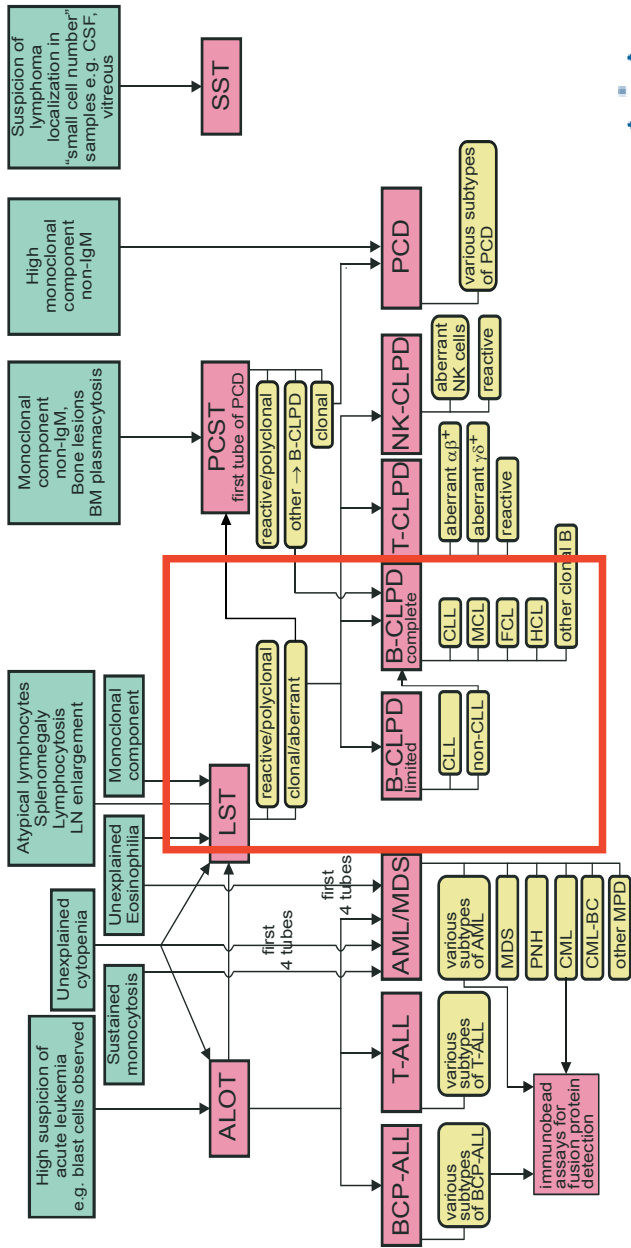 High suspicion of
acute leukemia
e.g. blast cells observed
Unexplained
cytopenia
Sustained
monocytosis
Unexplained
Eosinophilia
Atypical lymphocytes
Splenomegaly
Lymphocytosis
LN enlargement
Monoclonal
component
Monoclonal
component
non-IgM,
Bone lesions
BM plasmacytosis
High
monoclonal
component
non-IgM
Suspicion of
lymphoma
localization in
“small cell number”
samples e.g. CSF,
vitreous
ALOT
LST
PCST
first tube of PCD
SST
first
4 tubes
first
4 tubes
reactive/polyclonal
clonal/aberrant
reactive/polyclonal
other → B-CLPD
clonal
BCP-ALL
T-ALL
AML/MDS
B-CLPD
limited
B-CLPD
complete
T-CLPD
NK-CLPD
PCD
various
subtypes
of BCP-ALL
various
subtypes
of T-ALL
various
subtypes
of AML
MDS
PNH
CML
CML-BC
other MPD
CLL
non-CLL
CLL
MCL
FCL
HCL
other clonal B
aberrant αβ+
aberrant γδ+
reactive
aberrant
NK cells
reactive
various subtypes
of PCD
immunobead
assays for
fusion protein
detection